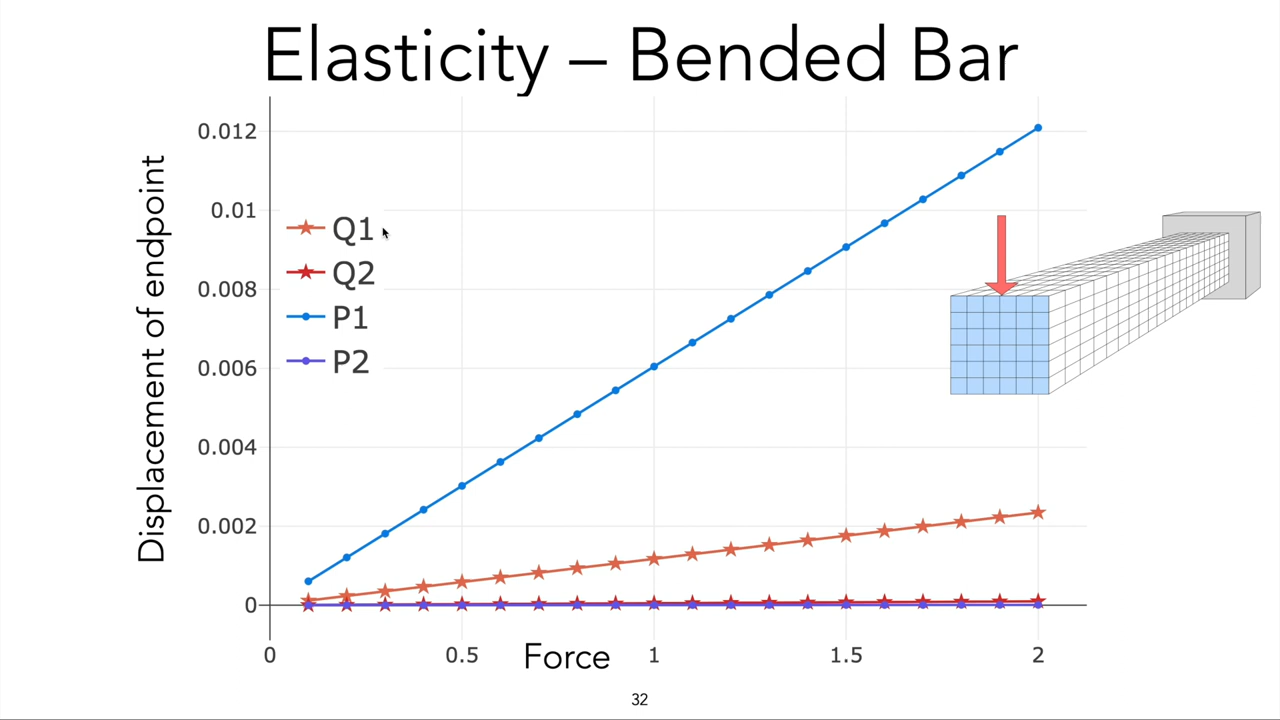 Elasticity – Bended Bar
Displacement of endpoint
0.012
0.01
0.008
0.006
0.004
0.002
0
Q1
Q2
P1
P2
0
0.5
Force
1
1.5
2
32